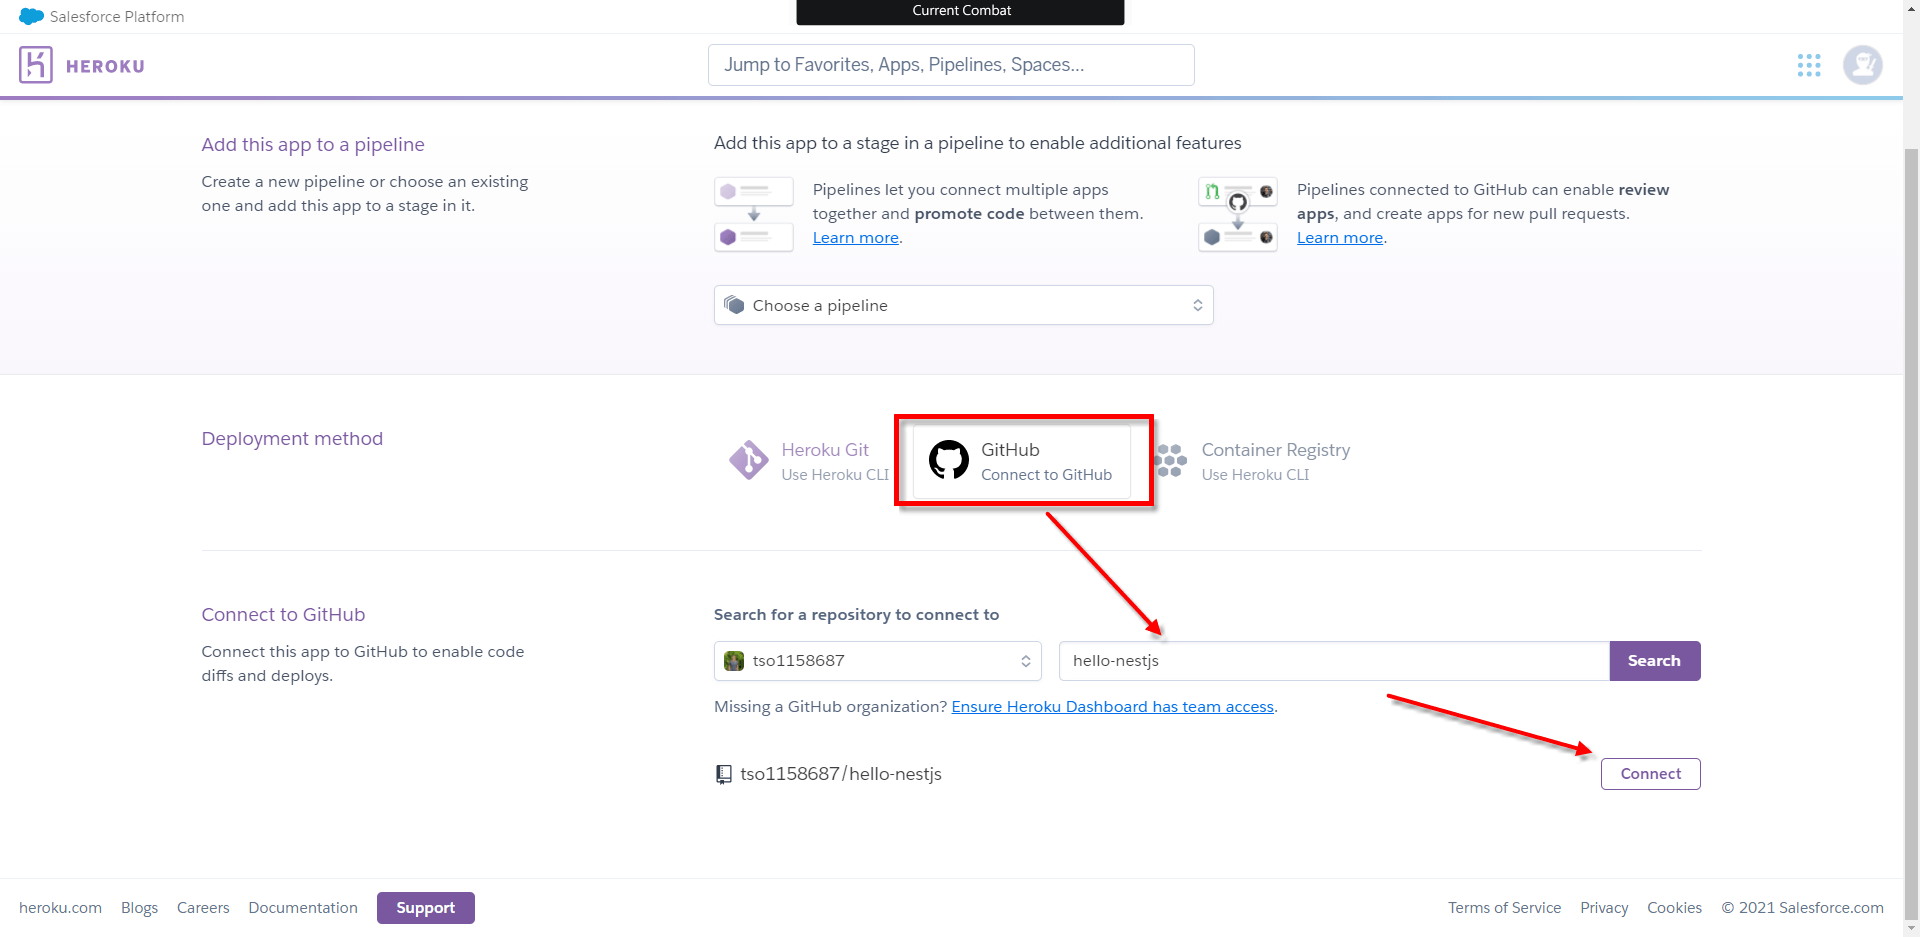 Salesforce Platform
Current Combat
HEROKU
Jump to Favorites, Apps, Pipelines, Spaces...
Add this app to a pipeline
Create a new pipeline or choose an existing
one and add this app to a stage in it.
Add this app to a stage in a pipeline to enable additional features
Pipelines let you connect multiple apps
together and promote code between them.
Learn more.
Pipelines connected to GitHub can enable review
apps, and create apps for new pull requests.
Learn more.
Choose a pipeline
Deployment method
Heroku Git
Use Heroku CLI
GitHub
Connect to GitHub
Container Registry
Use Heroku CLI
Connect to GitHub
Connect this app to GitHub to enable code
diffs and deploys.
Search for a repository to connect to
tso1158687
hello-nestjs
Search
Missing a GitHub organization? Ensure Heroku Dashboard has team access.
tso1158687/hello-nestjs
Connect
heroku.com Blogs Careers Documentation Support
Terms of Service Privacy Cookies © 2021 Salesforce.com